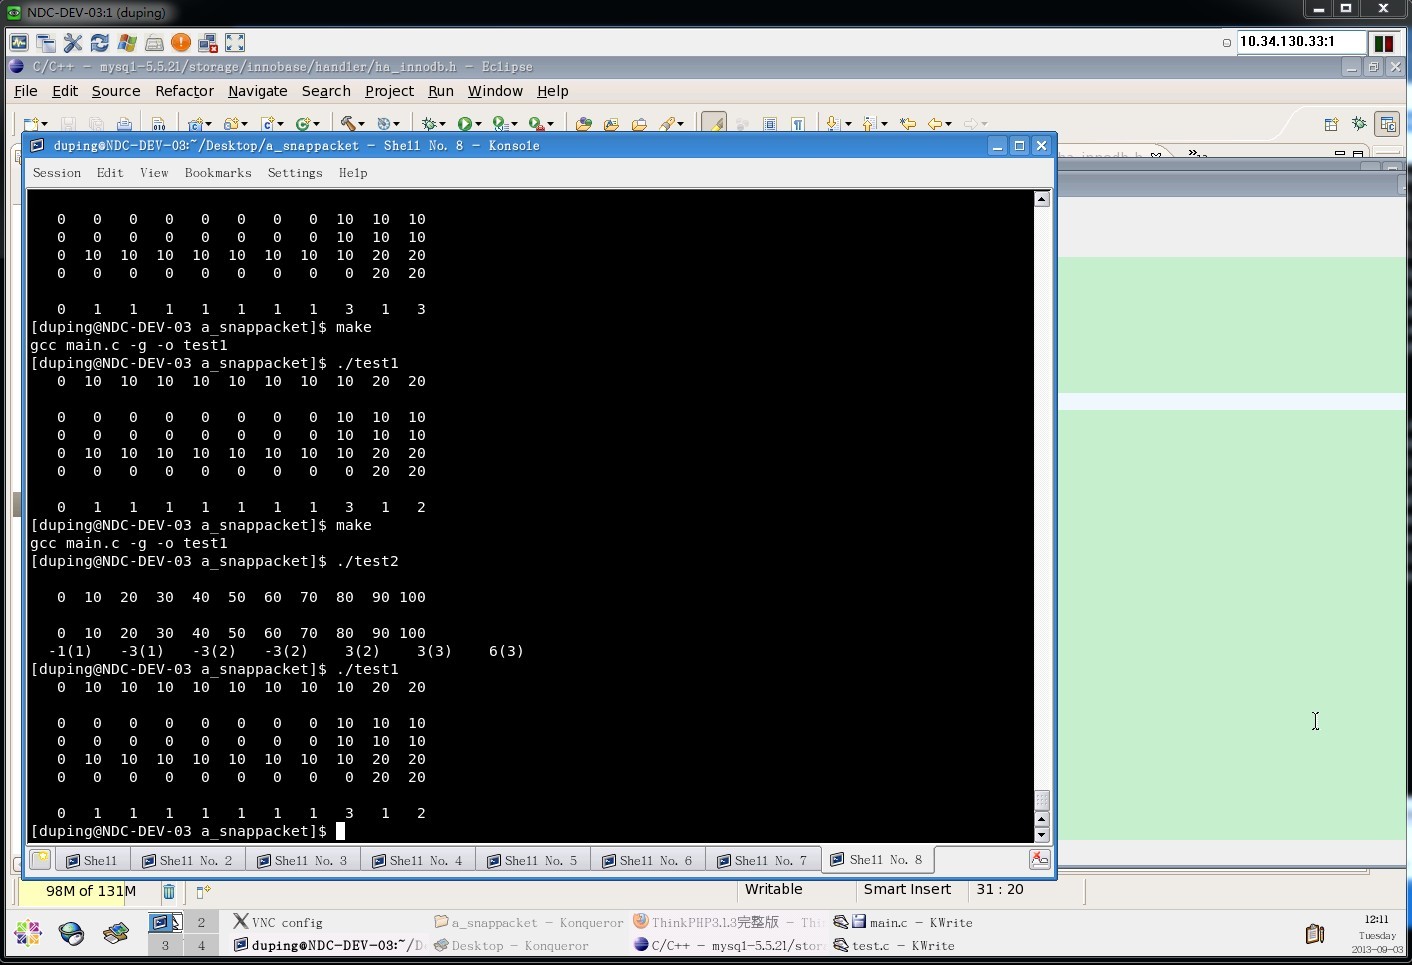 NDC-DEV-03:1 (duping)
10.34.130.33:1
C/C++ - mysql-5.5.21/storage/innobase/handler/ha_innodb.h - Eclipse
File Edit Source Refactor Navigate Search Project Run Window Help
duping@NDC-DEV-03:~/Desktop/a_snappacket - Shell No. 8 - Konsole
Session Edit View Bookmarks Settings Help
0 0 0 0 0 0 0 0 10 10 10
0 0 0 0 0 0 0 0 10 10 10
0 10 10 10 10 10 10 10 10 20 20
0 0 0 0 0 0 0 0 0 20 20
0 1 1 1 1 1 1 1 3 1 3
[duping@NDC-DEV-03 a_snappacket]$ make
gcc main.c -g -o test1
[duping@NDC-DEV-03 a_snappacket]$ ./test1
0 10 10 10 10 10 10 10 10 20 20
0 0 0 0 0 0 0 0 10 10 10
0 0 0 0 0 0 0 0 10 10 10
0 10 10 10 10 10 10 10 10 20 20
0 0 0 0 0 0 0 0 0 20 20
0 1 1 1 1 1 1 1 3 1 2
[duping@NDC-DEV-03 a_snappacket]$ make
gcc main.c -g -o test1
[duping@NDC-DEV-03 a_snappacket]$ ./test2
0 10 20 30 40 50 60 70 80 90 100
0 10 20 30 40 50 60 70 80 90 100
-1(1) -3(1) -3(2) -3(2) 3(2) 3(3) 6(3)
[duping@NDC-DEV-03 a_snappacket]$ ./test1
0 10 10 10 10 10 10 10 10 20 20
0 0 0 0 0 0 0 0 10 10 10
0 0 0 0 0 0 0 0 10 10 10
0 10 10 10 10 10 10 10 10 20 20
0 0 0 0 0 0 0 0 0 20 20
0 1 1 1 1 1 1 1 3 1 2
[duping@NDC-DEV-03 a_snappacket]$
Shell Shell No. 2 Shell No. 3 Shell No. 4 Shell No. 5 Shell No. 6 Shell No. 7 Shell No. 8
98M of 131M Writable Smart Insert 31 : 20
2 VNC config a_snappacket - Konqueror ThinkPHP3.1.3完整版 - Thi main.c - KWrite
3 4 duping@NDC-DEV-03:~/D Desktop - Konqueror C/C++ - mysql-5.5.21/stor test.c - KWrite
12:11
Tuesday
2013-09-03